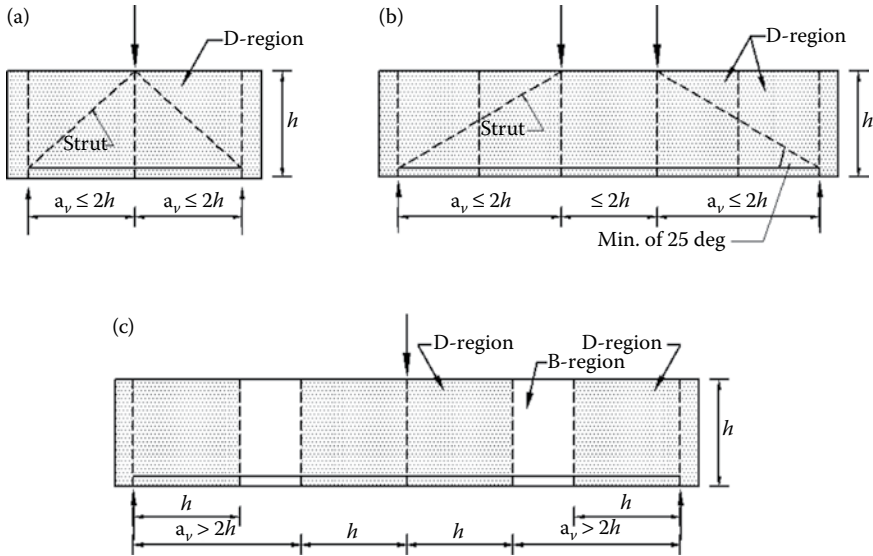 (a)
D-region
Strut
h
aᵥ ≤ 2h
aᵥ ≤ 2h
(b)
D-region
Strut
h
aᵥ ≤ 2h
≤ 2h
aᵥ ≤ 2h
Min. of 25 deg
(c)
D-region
D-region
B-region
h
h
h
aᵥ > 2h
h
h
aᵥ > 2h